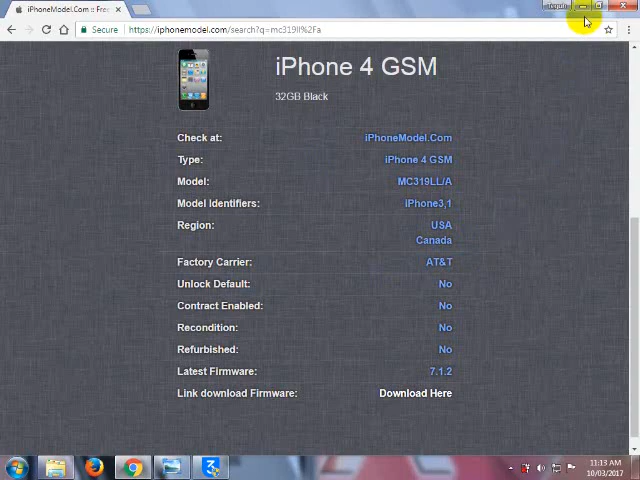 iPhoneModel.Com :: Free
Secure
https://iphonemodel.com/search?q=mc319ll%2Fa
iPhone 4 GSM
32GB Black
Check at: iPhoneModel.Com
Type: iPhone 4 GSM
Model: MC319LL/A
Model Identifiers: iPhone3,1
Region: USA
Canada
Factory Carrier: AT&T
Unlock Default: No
Contract Enabled: No
Recondition: No
Refurbished: No
Latest Firmware: 7.1.2
Link download Firmware: Download Here
11:13 AM
10/03/2017